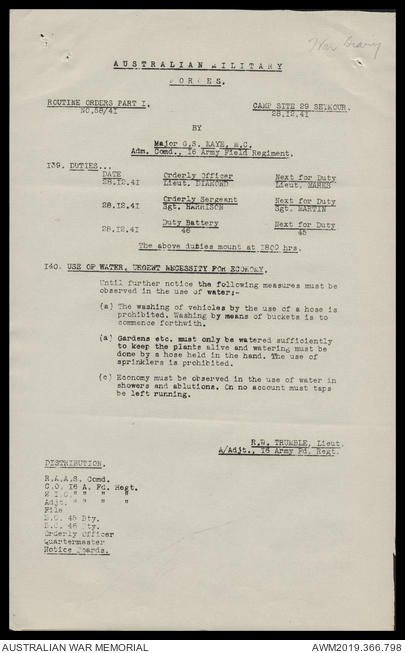 War Diary
AUSTRALIAN MILITARY
FORCES.
ROUTINE ORDERS PART I. CAMP SITE 29 SEYMOUR.
NO.58/41 28.12.41
BY
Major G.S. KAYE, M.C.
Adm. Comd., 16 Army Field Regiment.
139. DUTIES...
DATE Orderly Officer Next for Duty
28.12.41 Lieut. DIAMOND Lieut. MARKS
Orderly Sergeant Next for Duty
28.12.41 Sgt. HARRISON Sgt. MARTIN
Duty Battery Next for Duty
28.12.41 46 45
The above duties mount at 1800 hrs.
140. USE OF WATER, URGENT NECESSITY FOR ECONOMY.
Until further notice the following measures must be
observed in the use of water:-
(a) The washing of vehicles by the use of a hose is
prohibited. Washing by means of buckets is to
commence forthwith.
(a) Gardens etc. must only be watered sufficiently
to keep the plants alive and watering must be
done by a hose held in the hand. The use of
sprinklers is prohibited.
(c) Economy must be observed in the use of water in
showers and ablutions. On no account must taps
be left running.
R.W. TRUMBLE, Lieut.
A/Adjt., 16 Army Fd. Regt.
DISTRIBUTION.
R.A.A.S. Comd.
C.O. 16 A. Fd. Regt.
2 I.C. " " " "
Adjt. " " " "
File
B.C. 45 Bty.
B.C. 46 Bty.
Orderly Officer
Quartermaster
Notice Boards.
AUSTRALIAN WAR MEMORIAL AWM2019.366.798